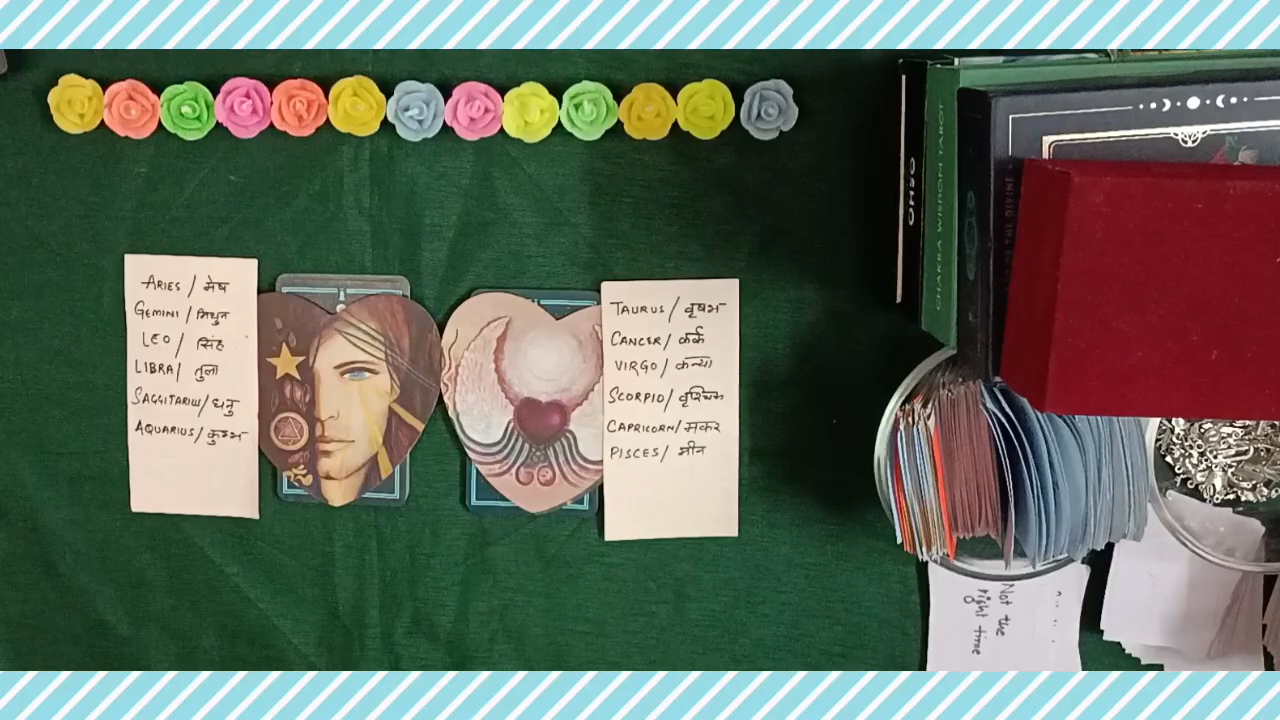 ARIES / मेष
GEMINI / मिथुन
LEO / सिंह
LIBRA / तुला
SAGGITARIUS / धनु
AQUARIUS / कुम्भ
TAURUS / वृषभ
CANCER / कर्क
VIRGO / कन्या
SCORPIO / वृश्चिक
CAPRICORN / मकर
PISCES / मीन
OSHO
CHAKRA WISDOM TAROT
Not the
right time